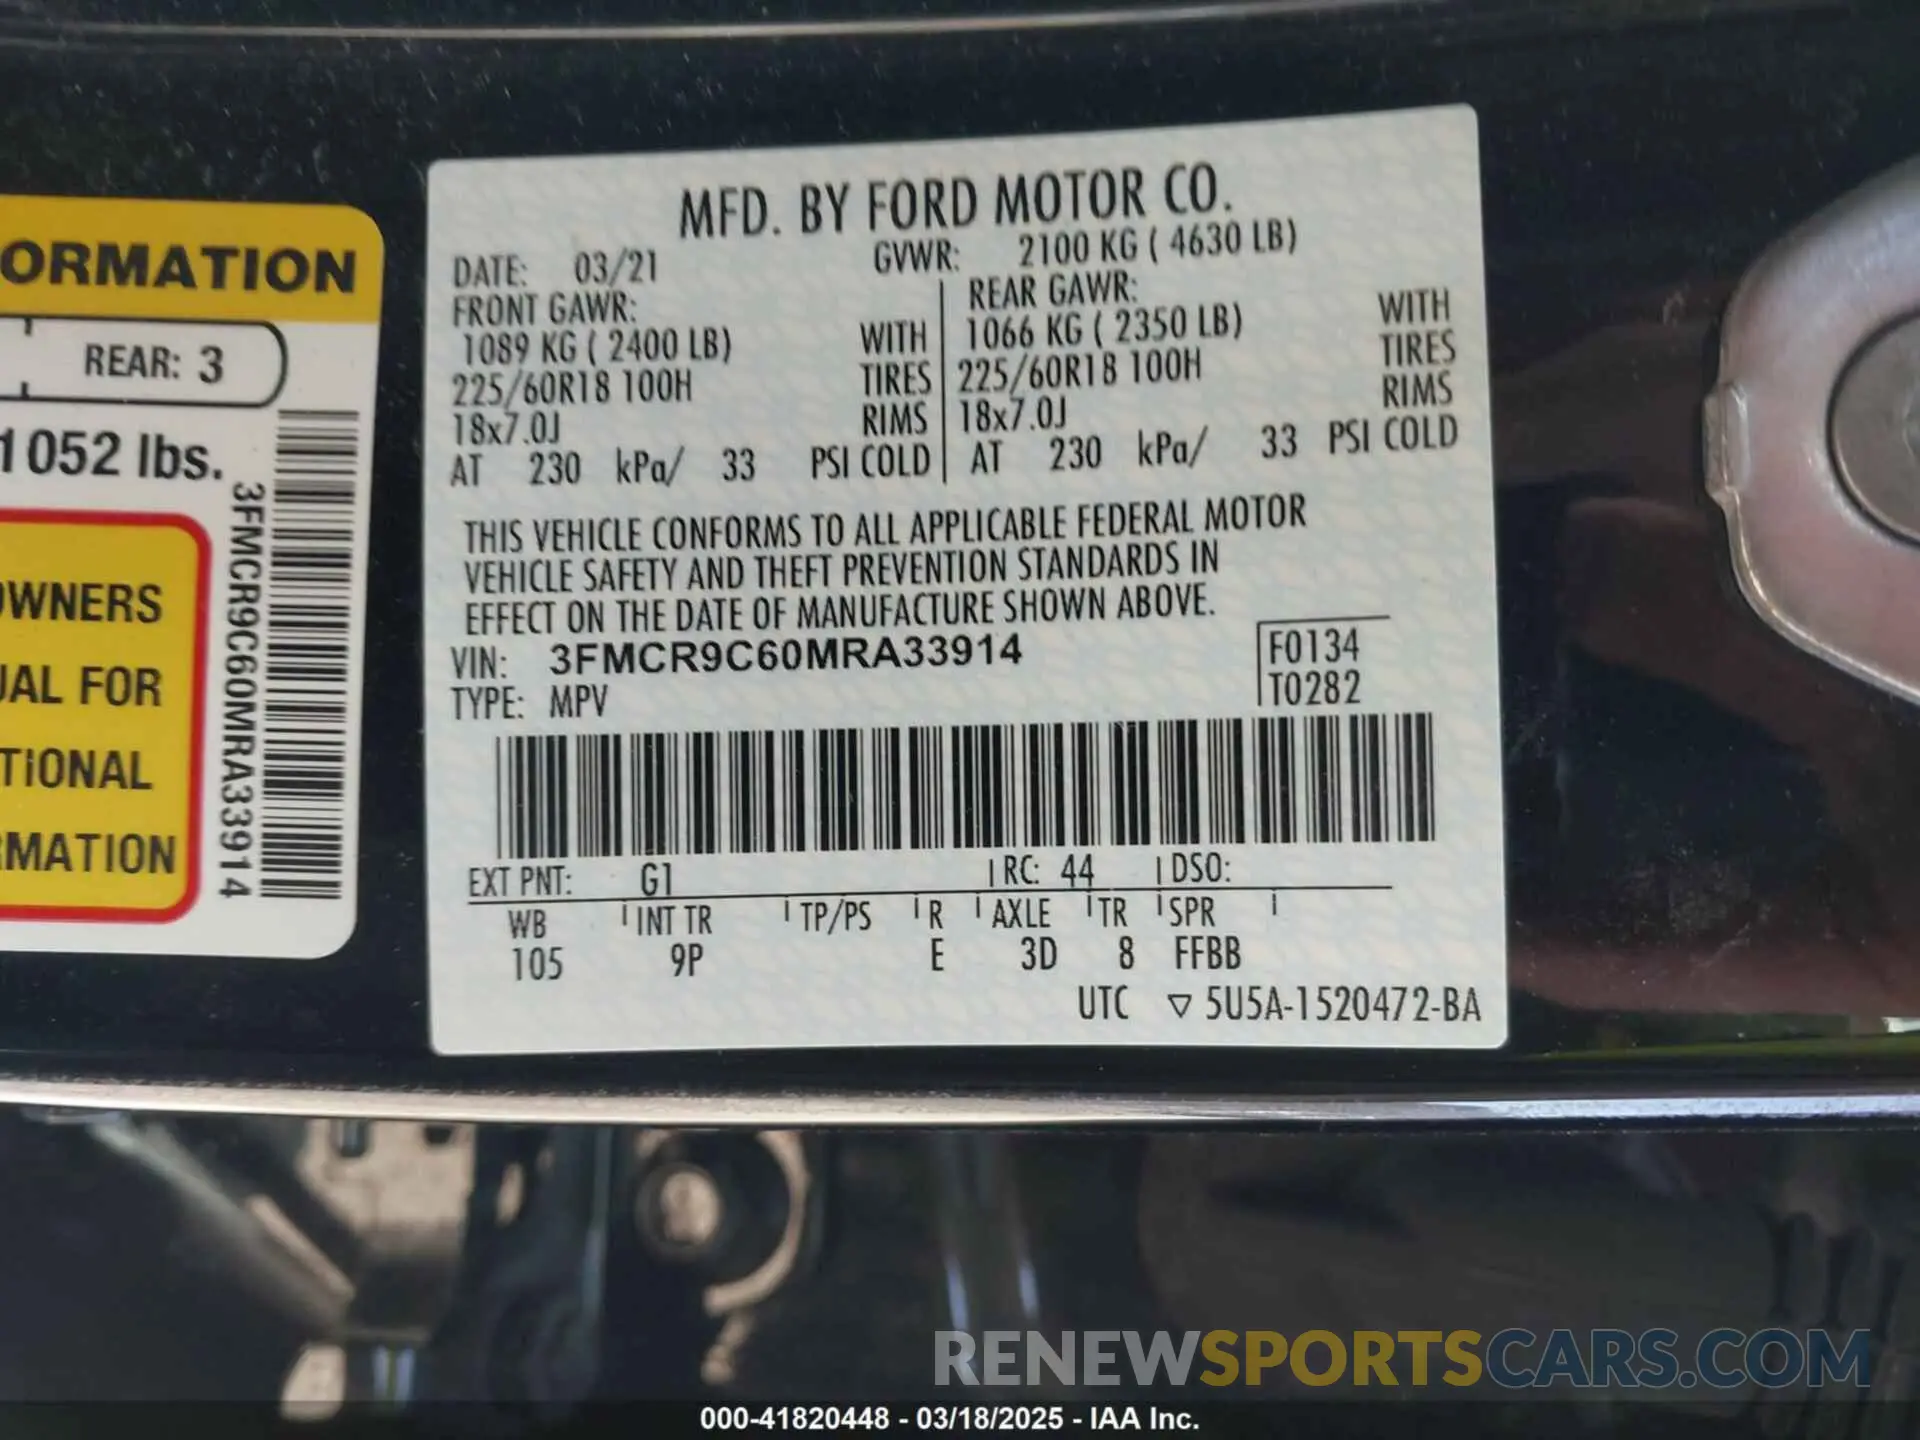 ORMATION
REAR: 3
1052 lbs.
OWNERS
UAL FOR
TIONAL
RMATION
3FMCR9C60MRA33914
MFD. BY FORD MOTOR CO.
DATE: 03/21 GVWR: 2100 KG ( 4630 LB)
FRONT GAWR: REAR GAWR:
1089 KG ( 2400 LB) WITH 1066 KG ( 2350 LB) WITH
225/60R18 100H TIRES 225/60R18 100H TIRES
18x7.0J RIMS 18x7.0J RIMS
AT 230 kPa/ 33 PSI COLD AT 230 kPa/ 33 PSI COLD
THIS VEHICLE CONFORMS TO ALL APPLICABLE FEDERAL MOTOR
VEHICLE SAFETY AND THEFT PREVENTION STANDARDS IN
EFFECT ON THE DATE OF MANUFACTURE SHOWN ABOVE.
VIN: 3FMCR9C60MRA33914 F0134
TYPE: MPV T0282
EXT PNT: G1 RC: 44 DSO:
WB INT TR TP/PS R AXLE TR SPR
105 9P E 3D 8 FFBB
UTC ▽ 5U5A-1520472-BA
RENEWSPORTSCARS.COM
000-41820448 - 03/18/2025 - IAA Inc.